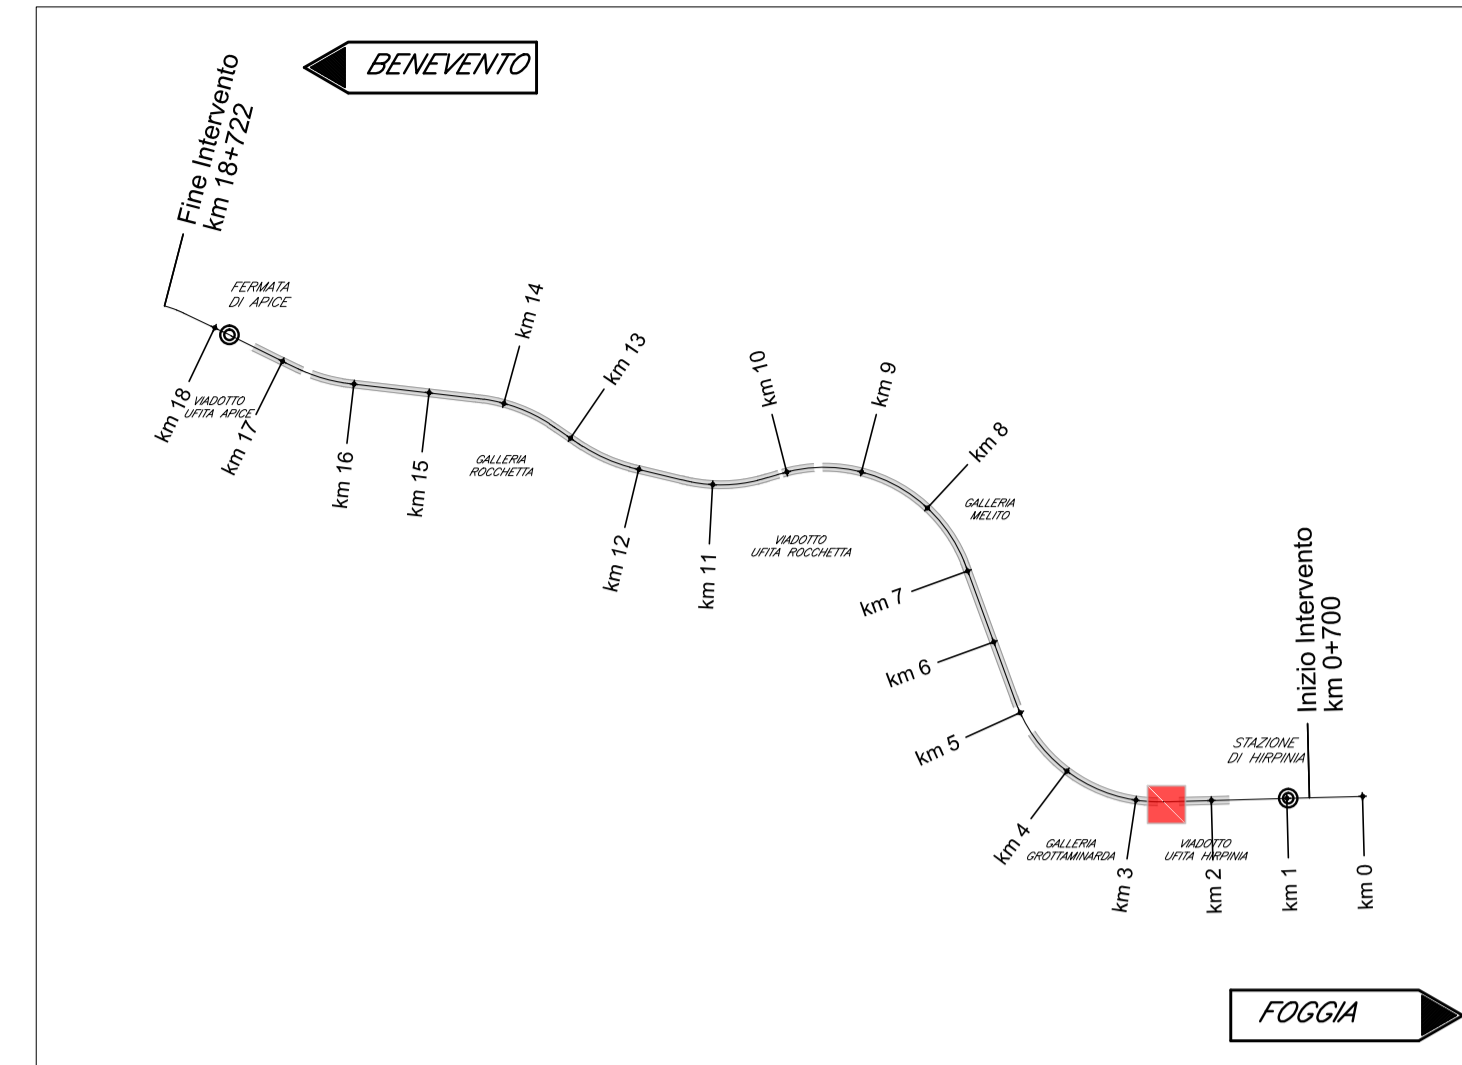 BENEVENTO
Fine Intervento
km 18+722
FERMATA
DI APICE
km 18
VIADOTTO
UFITA APICE
km 17
km 16
km 15
km 14
GALLERIA
ROCCHETTA
km 13
km 12
km 11
km 10
VIADOTTO
UFITA ROCCHETTA
km 9
km 8
GALLERIA
MELITO
km 7
km 6
km 5
km 4
GALLERIA
GROTTAMINARDA
km 3
VIADOTTO
UFITA HIRPINIA
km 2
STAZIONE
DI HIRPINIA
Inizio Intervento
km 0+700
km 1
km 0
FOGGIA